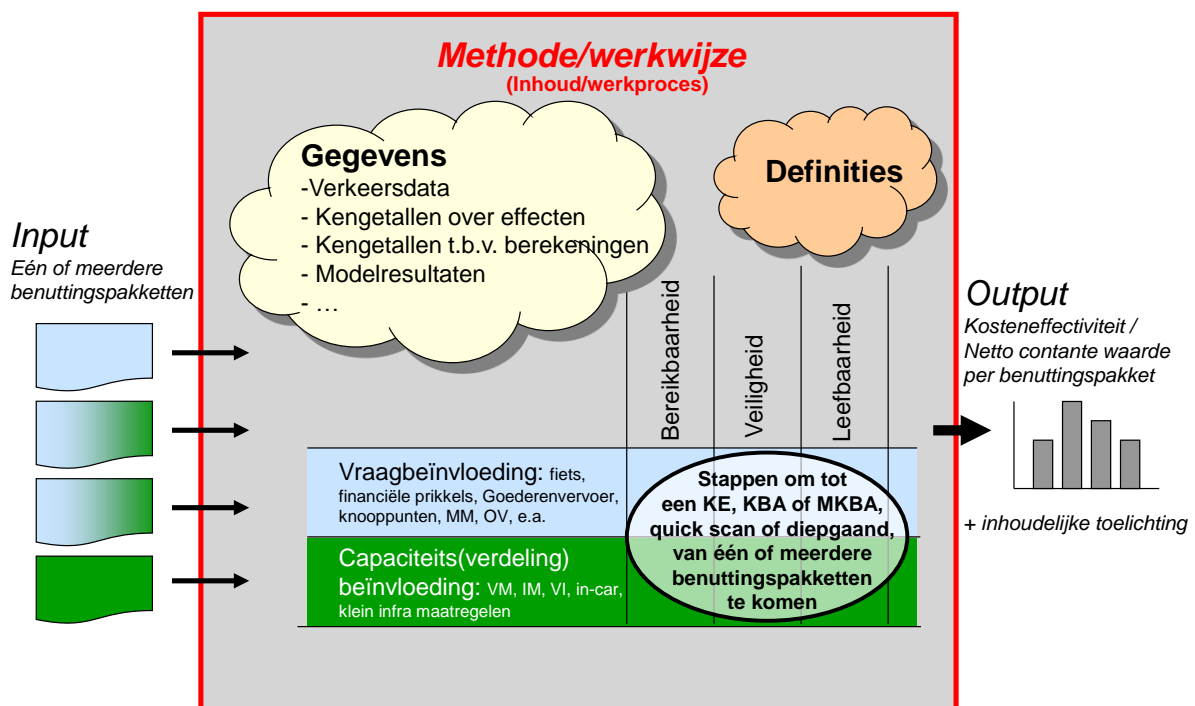 Methode/werkwijze
(Inhoud/werkproces)
Gegevens
-Verkeersdata
- Kengetallen over effecten
- Kengetallen t.b.v. berekeningen
- Modelresultaten
- …
Definities
Input
Eén of meerdere
benuttingspakketten
Bereikbaarheid
Veiligheid
Leefbaarheid
Vraagbeïnvloeding: fiets,
financiële prikkels, Goederenvervoer,
knooppunten, MM, OV, e.a.
Capaciteits(verdeling)
beïnvloeding: VM, IM, VI, in-car,
klein infra maatregelen
Stappen om tot
een KE, KBA of MKBA,
quick scan of diepgaand,
van één of meerdere
benuttingspakketten
te komen
Output
Kosteneffectiviteit /
Netto contante waarde
per benuttingspakket
+ inhoudelijke toelichting